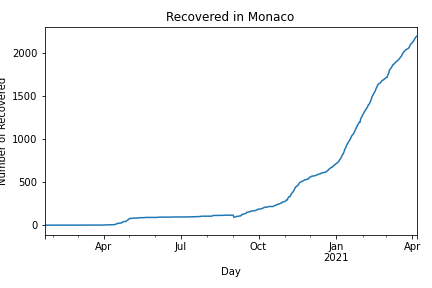 Recovered in Monaco
Number of Recovered
2000
1500
1000
500
0
Apr
Jul
Oct
Jan
2021
Apr
Day